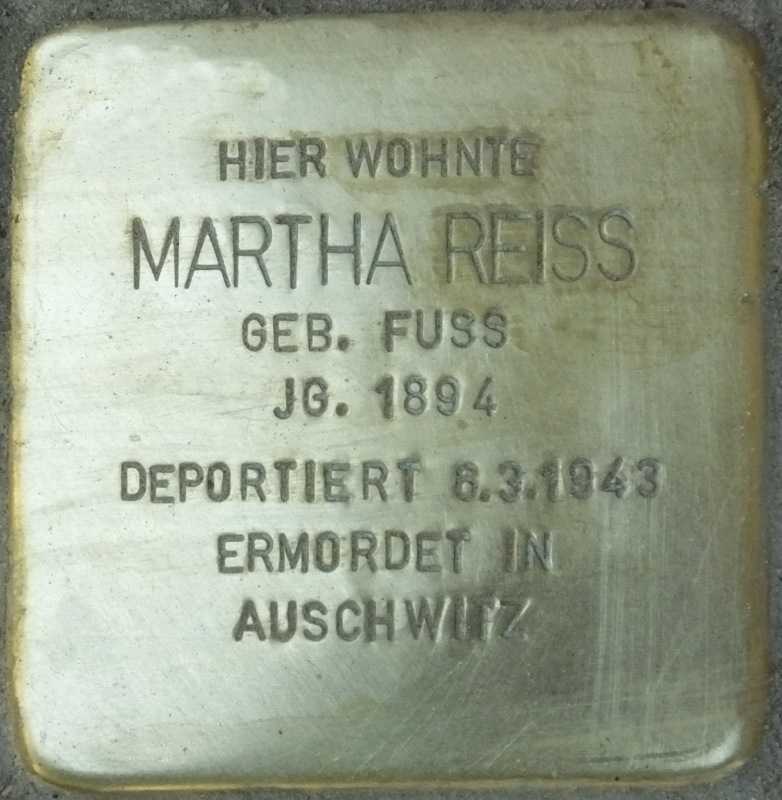 HIER WOHNTE
MARTHA REISS
GEB. FUSS
JG. 1894
DEPORTIERT 6.3.1943
ERMORDET IN
AUSCHWITZ